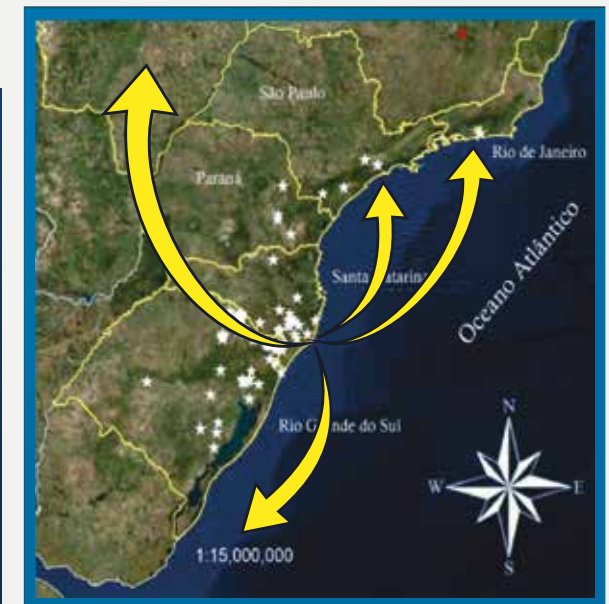 São Paulo
Rio de Janeiro
Paraná
Santa Catarina
Oceano Atlântico
N
Rio Grande do Sul
W
E
1:15,000,000
S